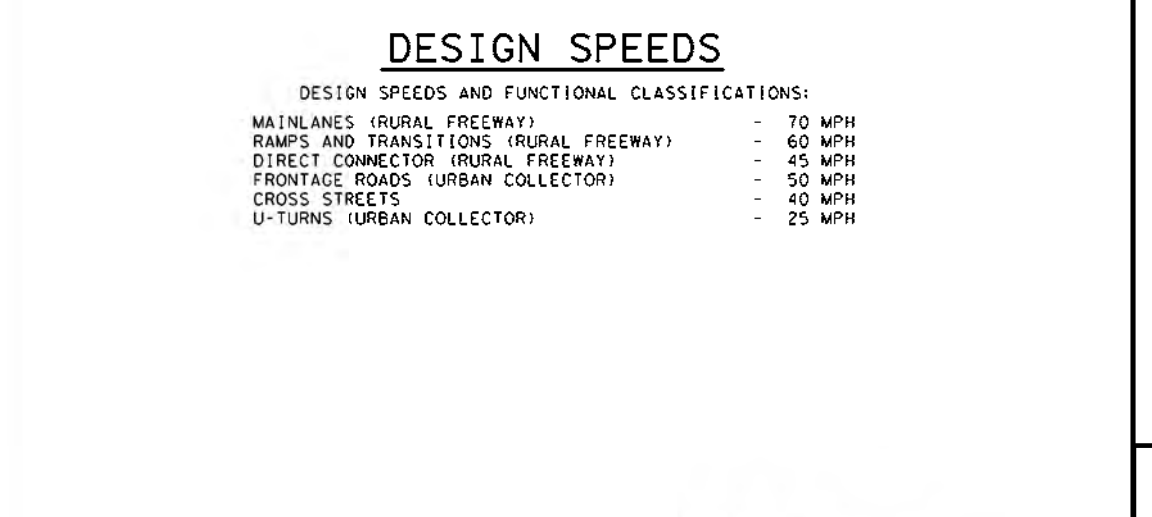 DESIGN SPEEDS
DESIGN SPEEDS AND FUNCTIONAL CLASSIFICATIONS:
MAINLANES (RURAL FREEWAY) - 70 MPH
RAMPS AND TRANSITIONS (RURAL FREEWAY) - 60 MPH
DIRECT CONNECTOR (RURAL FREEWAY) - 45 MPH
FRONTAGE ROADS (URBAN COLLECTOR) - 50 MPH
CROSS STREETS - 40 MPH
U-TURNS (URBAN COLLECTOR) - 25 MPH